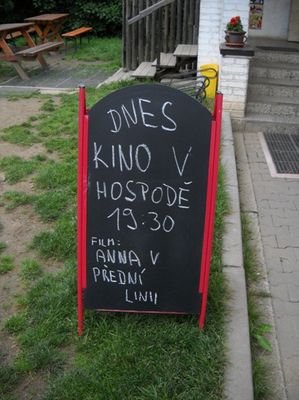 DNES
KINO V
HOSPODĚ
19:30
FILM:
ANNA V
PŘEDNÍ
LINII